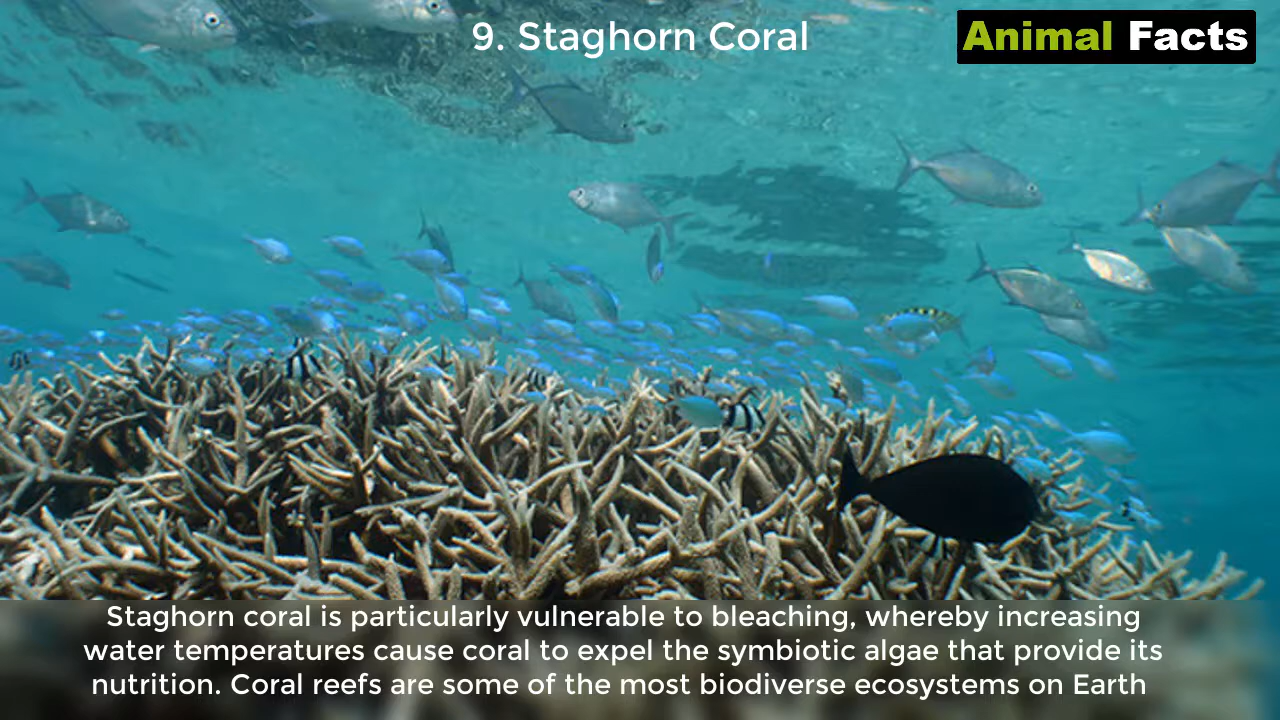 9. Staghorn Coral
Animal Facts
Staghorn coral is particularly vulnerable to bleaching, whereby increasing
water temperatures cause coral to expel the symbiotic algae that provide its
nutrition. Coral reefs are some of the most biodiverse ecosystems on Earth